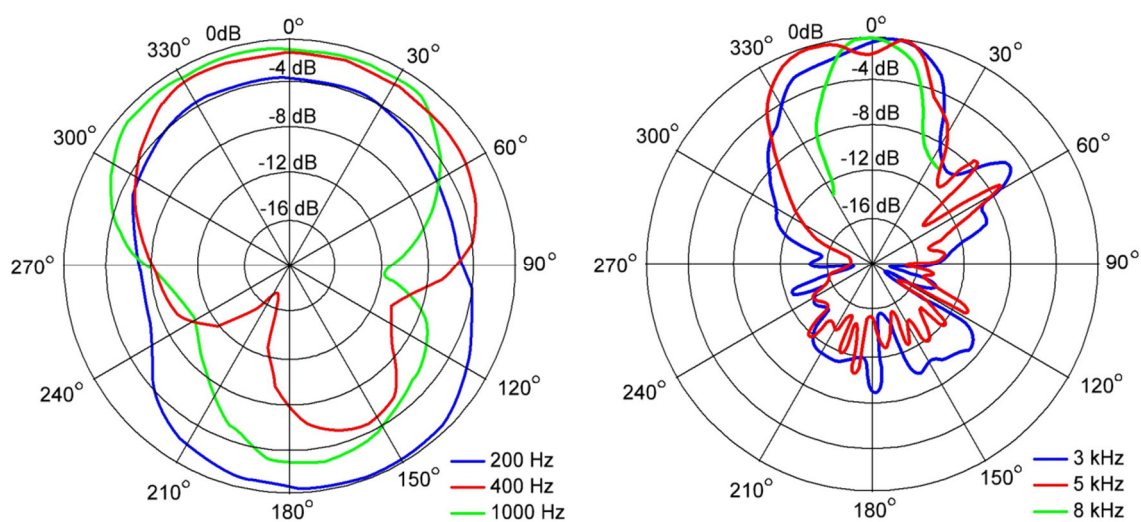 0°
0dB
330°
30°
-4 dB
300°
-8 dB
60°
-12 dB
-16 dB
270°
90°
240°
120°
210°
150°
180°
200 Hz
400 Hz
1000 Hz
0°
0dB
330°
30°
-4 dB
300°
-8 dB
60°
-12 dB
-16 dB
270°
90°
240°
120°
210°
150°
180°
3 kHz
5 kHz
8 kHz